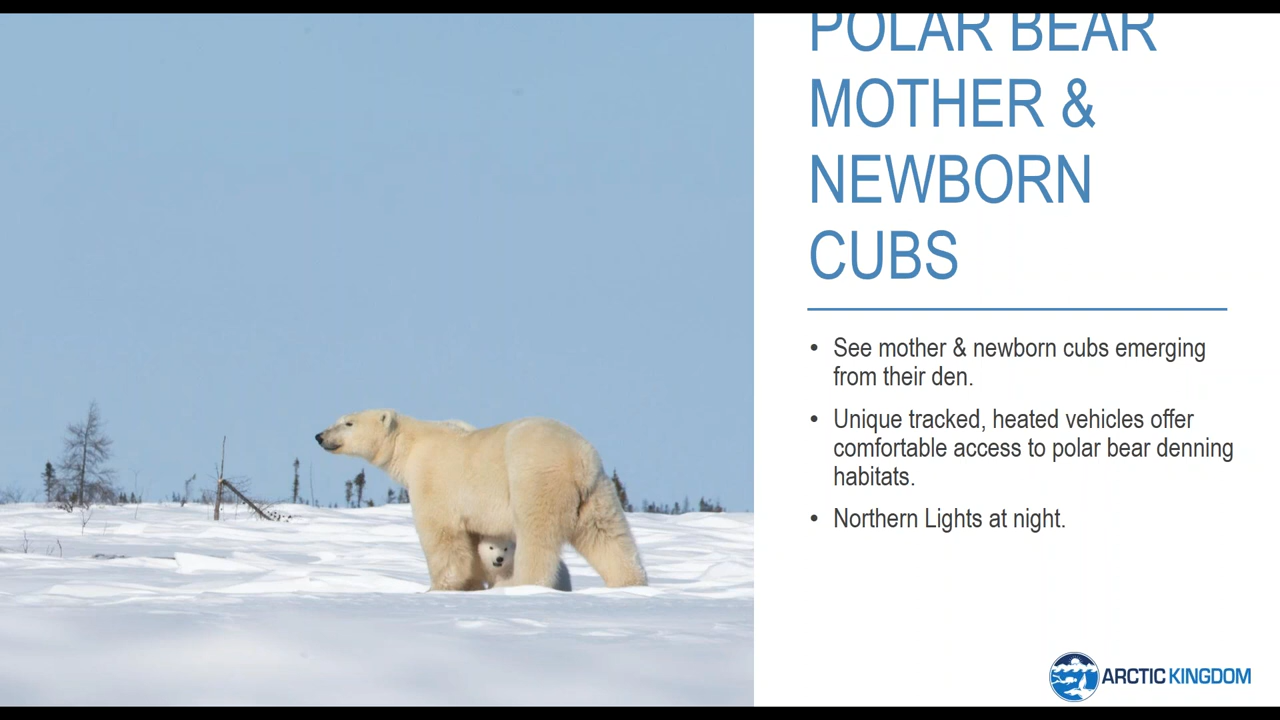 POLAR BEAR
MOTHER &
NEWBORN
CUBS
• See mother & newborn cubs emerging
from their den.
• Unique tracked, heated vehicles offer
comfortable access to polar bear denning
habitats.
• Northern Lights at night.
ARCTIC KINGDOM